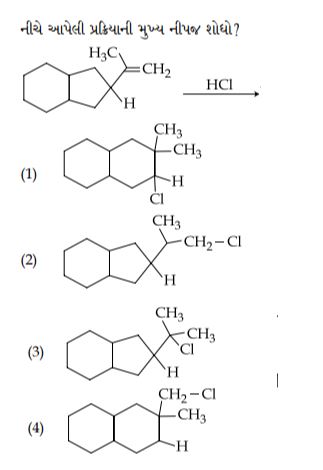 નીચે આપેલી પ્રક્રિયાની મુખ્ય નીપજ શોધો?
H₃C
CH₂
H
HCl
(1)
CH₃
CH₃
H
Cl
(2)
CH₃
CH₂–Cl
H
(3)
CH₃
CH₃
Cl
H
(4)
CH₂–Cl
CH₃
H